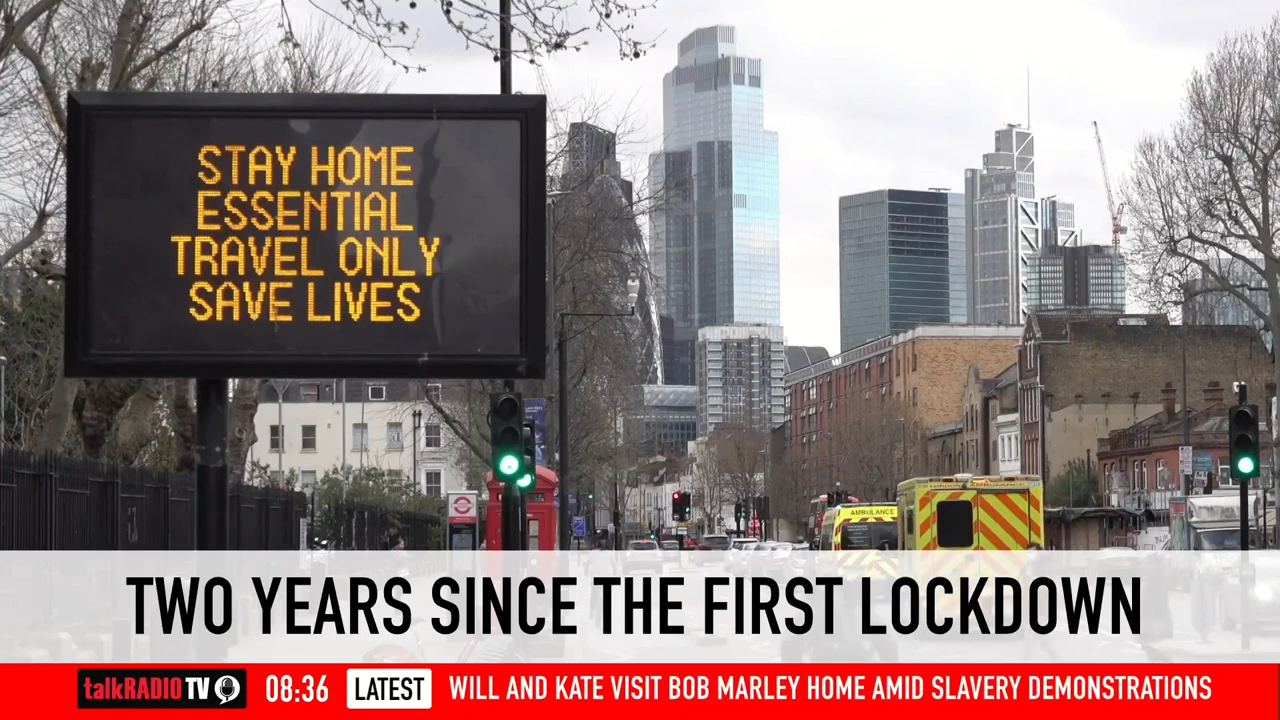 STAY HOME
ESSENTIAL
TRAVEL ONLY
SAVE LIVES
AMBULANCE
TWO YEARS SINCE THE FIRST LOCKDOWN
talkRADIO TV 08:36 LATEST WILL AND KATE VISIT BOB MARLEY HOME AMID SLAVERY DEMONSTRATIONS